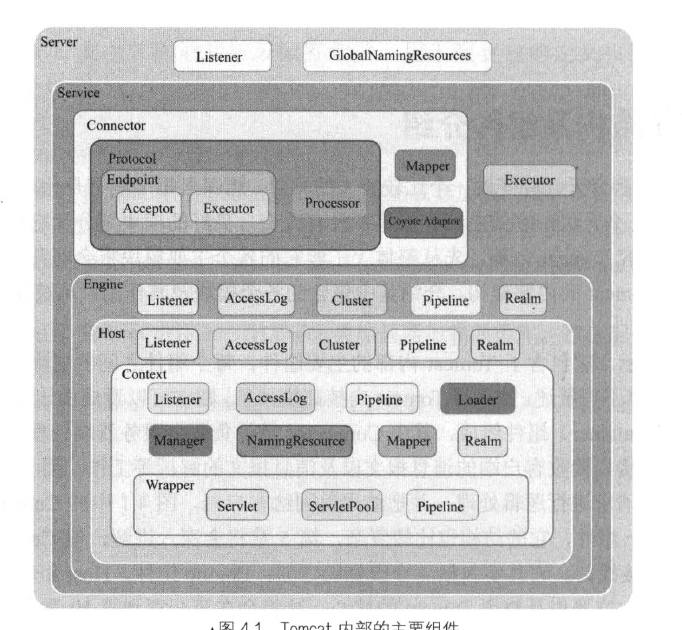 Server
Listener
GlobalNamingResources
Service
Connector
Protocol
Endpoint
Acceptor
Executor
Processor
Mapper
Coyote Adaptor
Executor
Engine
Listener
AccessLog
Cluster
Pipeline
Realm
Host
Listener
AccessLog
Cluster
Pipeline
Realm
Context
Listener
AccessLog
Pipeline
Loader
Manager
NamingResource
Mapper
Realm
Wrapper
Servlet
ServletPool
Pipeline
▲图 4.1 Tomcat 内部的主要组件